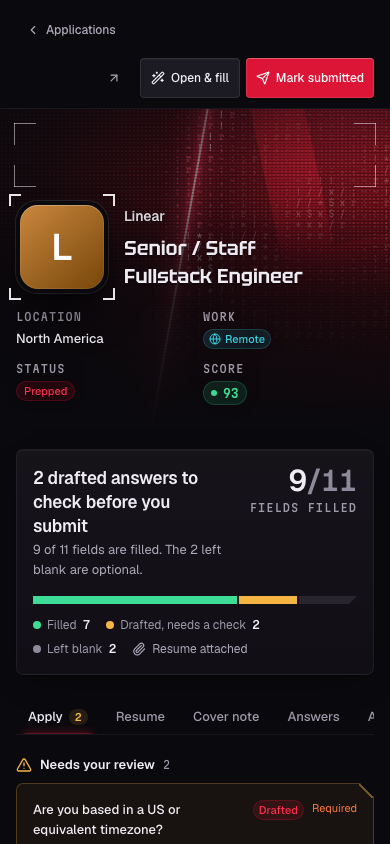 Applications
Open & fill
Mark submitted
L
Linear
Senior / Staff
Fullstack Engineer
LOCATION
North America
WORK
Remote
STATUS
Prepped
SCORE
93
2 drafted answers to
check before you
submit
9/11
FIELDS FILLED
9 of 11 fields are filled. The 2 left
blank are optional.
Filled 7 Drafted, needs a check 2
Left blank 2 Resume attached
Apply 2 Resume Cover note Answers
Needs your review 2
Are you based in a US or
equivalent timezone?
Drafted Required